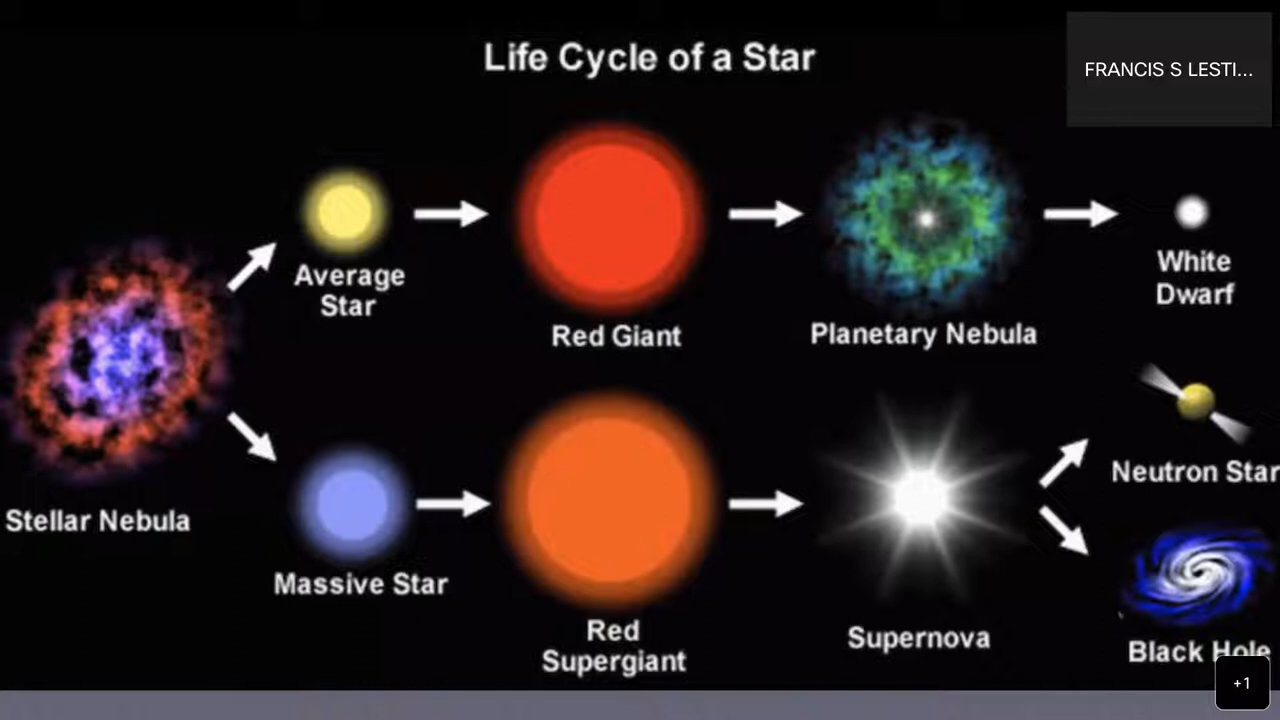 Life Cycle of a Star
FRANCIS S LESTI...
Average
Star
Red Giant
Planetary Nebula
White
Dwarf
Stellar Nebula
Massive Star
Red
Supergiant
Supernova
Neutron Star
Black Hole
+1